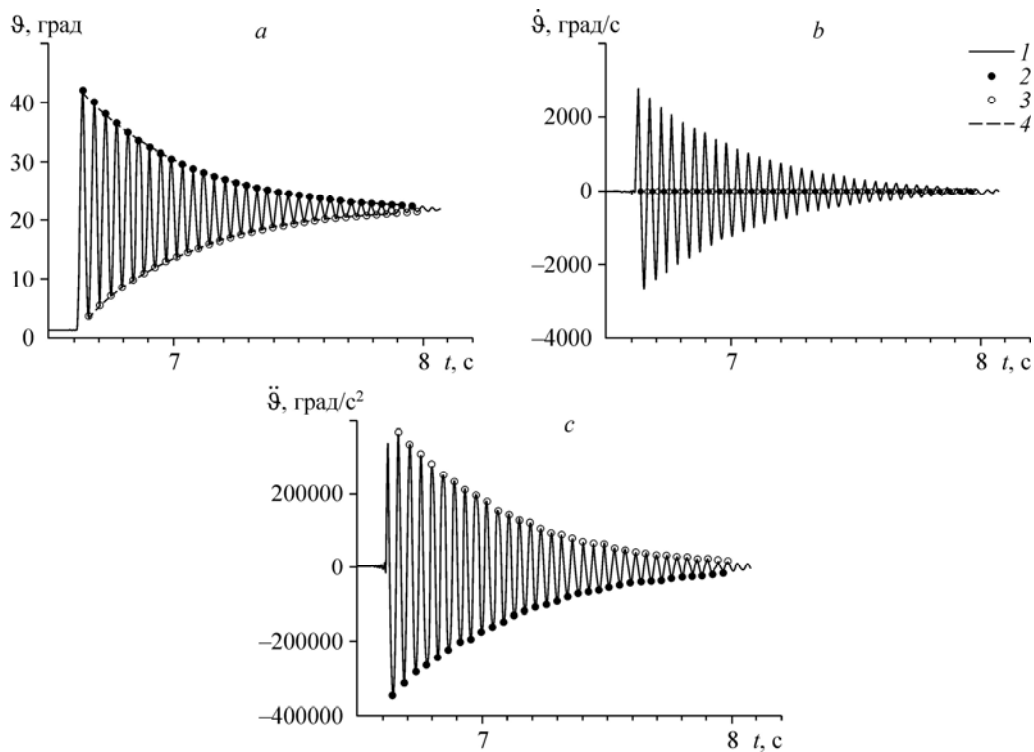 ϑ, град
a
40
30
20
10
0
7
8
t, с
ϑ̇, град/с
b
1
2
3
4
2000
0
–2000
–4000
7
8
t, с
ϑ̈, град/с²
c
200000
0
–200000
–400000
7
8
t, с